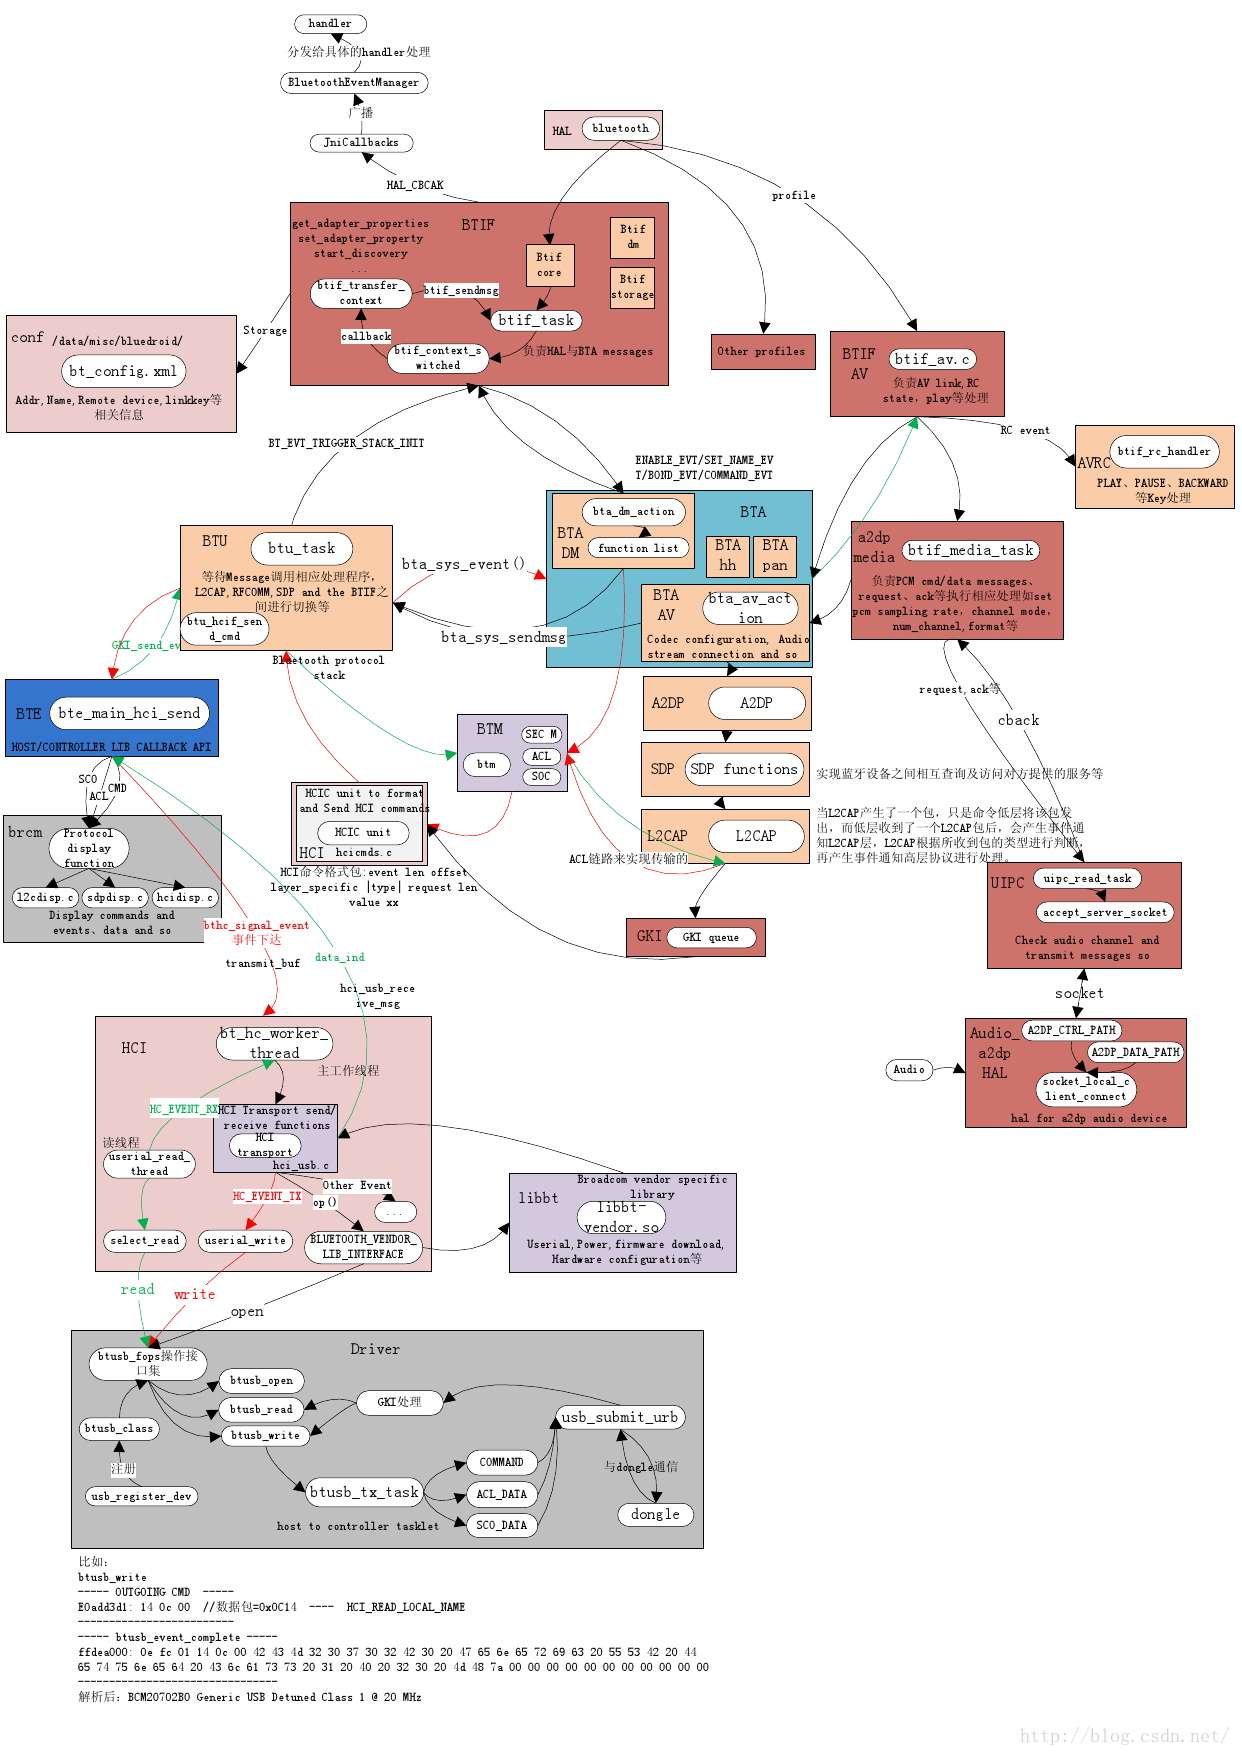 handler
分发给具体的handler处理
BluetoothEventManager
广播
JniCallbacks
HAL_CBCAK
HAL
bluetooth
profile
BTIF
get_adapter_properties
set_adapter_property
start_discovery
...
btif_transfer_
context
btif_sendmsg
callback
btif_task
btif_context_s
witched
负责HAL与BTA messages
Btif
core
Btif
dm
Btif
storage
Storage
conf /data/misc/bluedroid/
bt_config.xml
Addr,Name,Remote device,linkkey等
相关信息
Other profiles
BTIF
AV
btif_av.c
负责AV link,RC
state，play等处理
RC event
AVRC
btif_rc_handler
PLAY、PAUSE、BACKWARD
等Key处理
BT_EVT_TRIGGER_STACK_INIT
ENABLE_EVT/SET_NAME_EV
T/BOND_EVT/COMMAND_EVT
BTU
btu_task
等待Message调用相应处理程序，
L2CAP,RFCOMM,SDP and the BTIF之
间进行切换等
btu_hcif_sen
d_cmd
GKI_send_ev
Bluetooth protocol
stack
bta_sys_event()
bta_sys_sendmsg
BTA
BTA
DM
bta_dm_action
function list
BTA
hh
BTA
pan
BTA
AV
bta_av_act
ion
Codec configuration, Audio
stream connection and so
a2dp
media
btif_media_task
负责PCM cmd/data messages、
request、ack等执行相应处理如set
pcm sampling rate，channel mode，
num_channel,format等
request,ack等
cback
BTE
bte_main_hci_send
HOST/CONTROLLER LIB CALLBACK API
SCO
ACL
CMD
BTM
btm
SEC M
ACL
SOC
A2DP
A2DP
SDP
SDP functions
实现蓝牙设备之间相互查询及访问对方提供的服务等
L2CAP
L2CAP
当L2CAP产生了一个包，只是命令低层将该包发
出，而低层收到了一个L2CAP包后，会产生事件通
知L2CAP层，L2CAP根据所收到包的类型进行判断，
再产生事件通知高层协议进行处理。
ACL链路来实现传输的
HCIC unit to format
and Send HCI commands
HCIC unit
HCI
hcicmds.c
HCI命令格式包:event len offset
layer_specific |type| request len
value xx
GKI
GKI queue
brcm
Protocol
display
function
l2cdisp.c
sdpdisp.c
hcidisp.c
Display commands and
events、data and so
bthc_signal_event
事件下达
transmit_buf
data_ind
hci_usb_rece
ive_msg
UIPC
uipc_read_task
accept_server_socket
Check audio channel and
transmit messages so
socket
Audio
Audio_
a2dp
HAL
A2DP_CTRL_PATH
A2DP_DATA_PATH
socket_local_c
lient_connect
hal for a2dp audio device
HCI
bt_hc_worker_
thread
主工作线程
HC_EVENT_RX
HCI Transport send/
receive functions
HCI
transport
hci_usb.c
读线程
userial_read_
thread
HC_EVENT_TX
Other Event
op()
...
select_read
userial_write
BLUETOOTH_VENDOR_
LIB_INTERFACE
libbt
Broadcom vendor specific
library
libbt-
vendor.so
Userial,Power,firmware download,
Hardware configuration等
read
write
open
Driver
btusb_fops操作接
口集
btusb_open
btusb_read
btusb_write
GKI处理
btusb_class
注册
usb_register_dev
usb_submit_urb
与dongle通信
dongle
btusb_tx_task
host to controller tasklet
COMMAND
ACL_DATA
SCO_DATA
比如：
btusb_write
----- OUTGOING CMD -----
E0add3d1: 14 0c 00 //数据包=0x0C14 ---- HCI_READ_LOCAL_NAME
-------------------------
----- btusb_event_complete -----
ffdea000: 0e fc 01 14 0c 00 42 43 4d 32 30 37 30 32 42 30 20 47 65 6e 65 72 69 63 20 55 53 42 20 44
65 74 75 6e 65 64 20 43 6c 61 73 73 20 31 20 40 20 32 30 20 4d 48 7a 00 00 00 00 00 00 00 00 00 00 00
--------------------------------
解析后：BCM20702B0 Generic USB Detuned Class 1 @ 20 MHz
http://blog.csdn.net/